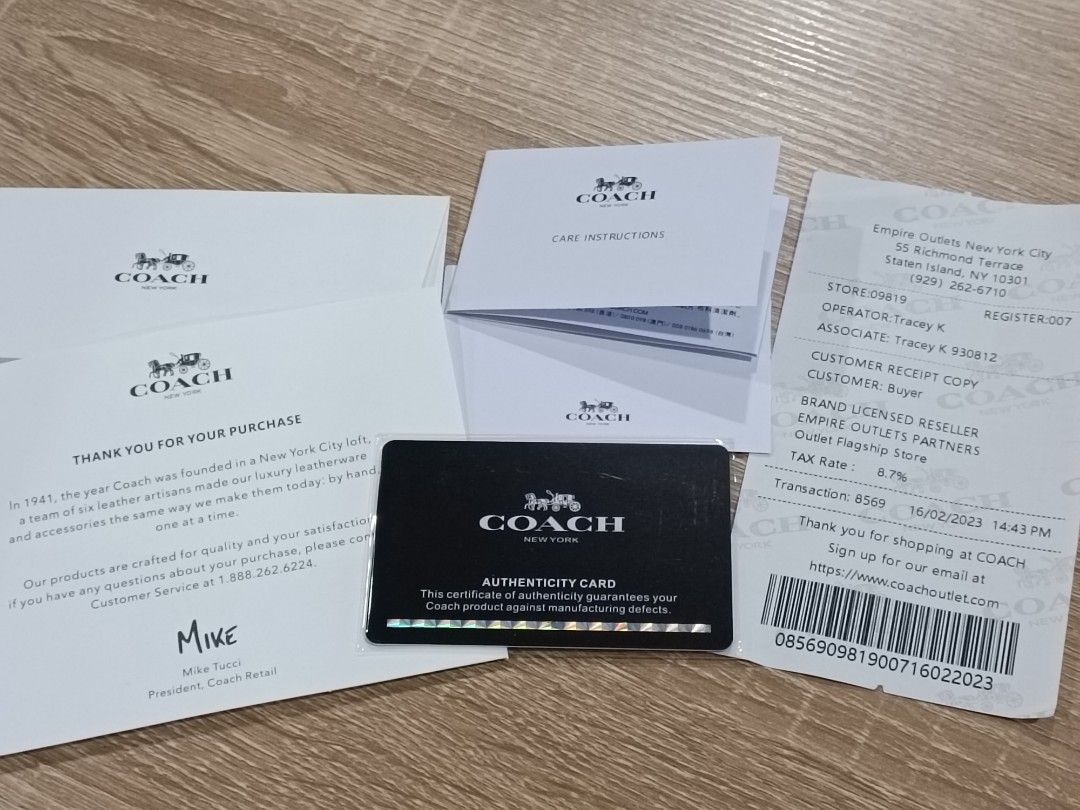 COACH
NEW YORK
COACH
NEW YORK
THANK YOU FOR YOUR PURCHASE
In 1941, the year Coach was founded in a New York City loft,
a team of six leather artisans made our luxury leatherware
and accessories the same way we make them today: by hand,
one at a time.
Our products are crafted for quality and your satisfaction
if you have any questions about your purchase, please con
Customer Service at 1.888.262.6224.
MIKE
Mike Tucci
President, Coach Retail
COACH
NEW YORK
CARE INSTRUCTIONS
COACH
NEW YORK
COACH
NEW YORK
AUTHENTICITY CARD
This certificate of authenticity guarantees your
Coach product against manufacturing defects.
COACH
Empire Outlets New York City
55 Richmond Terrace
Staten Island, NY 10301
(929) 262-6710
STORE:09819 REGISTER:007
OPERATOR:Tracey K
ASSOCIATE: Tracey K 930812
CUSTOMER RECEIPT COPY
CUSTOMER: Buyer
BRAND LICENSED RESELLER
EMPIRE OUTLETS PARTNERS
Outlet Flagship Store
TAX Rate : 8.7%
Transaction: 8569 16/02/2023 14:43 PM
Thank you for shopping at COACH
Sign up for our email at
https://www.coachoutlet.com
085690981900716022023